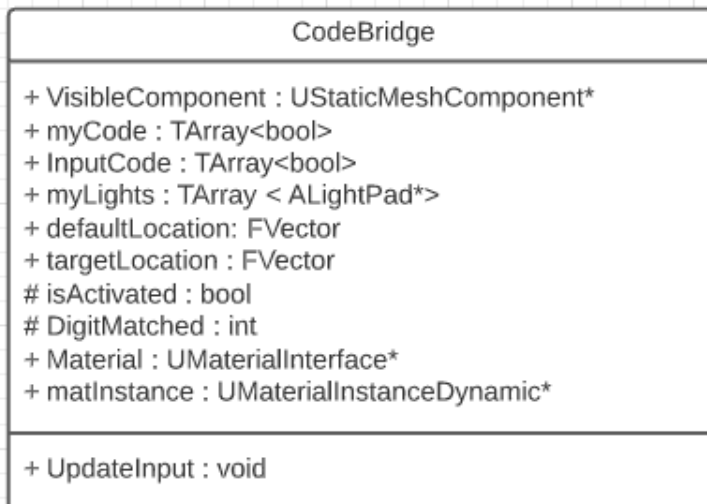 CodeBridge
+ VisibleComponent : UStaticMeshComponent*
+ myCode : TArray<bool>
+ InputCode : TArray<bool>
+ myLights : TArray < ALightPad*>
+ defaultLocation: FVector
+ targetLocation : FVector
# isActivated : bool
# DigitMatched : int
+ Material : UMaterialInterface*
+ matInstance : UMaterialInstanceDynamic*
+ UpdateInput : void